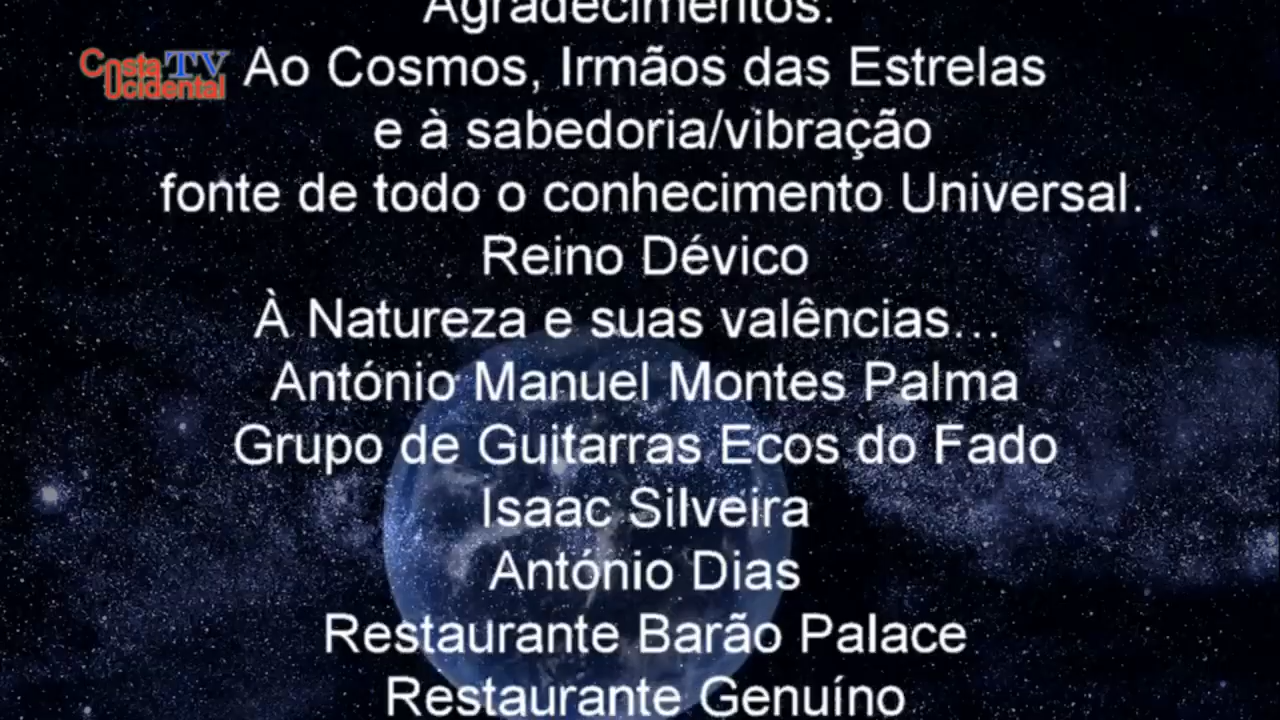 Agradecimentos:
Costa TV
Ocidental
Ao Cosmos, Irmãos das Estrelas
e à sabedoria/vibração
fonte de todo o conhecimento Universal.
Reino Dévico
À Natureza e suas valências...
António Manuel Montes Palma
Grupo de Guitarras Ecos do Fado
Isaac Silveira
António Dias
Restaurante Barão Palace
Restaurante Genuíno